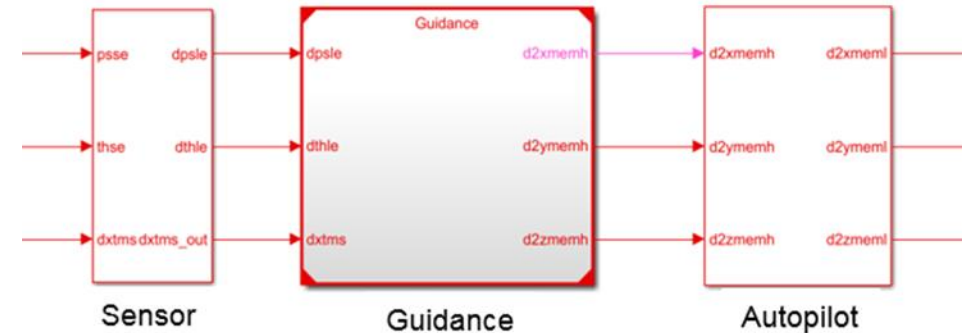 Guidance
psse dpsle dpsle d2xmemh d2xmemh d2xmeml
thse dthle dthle d2ymemh d2ymemh d2ymeml
dxtms dxtms_out dxtms d2zmemh d2zmemh d2zmeml
Sensor Guidance Autopilot